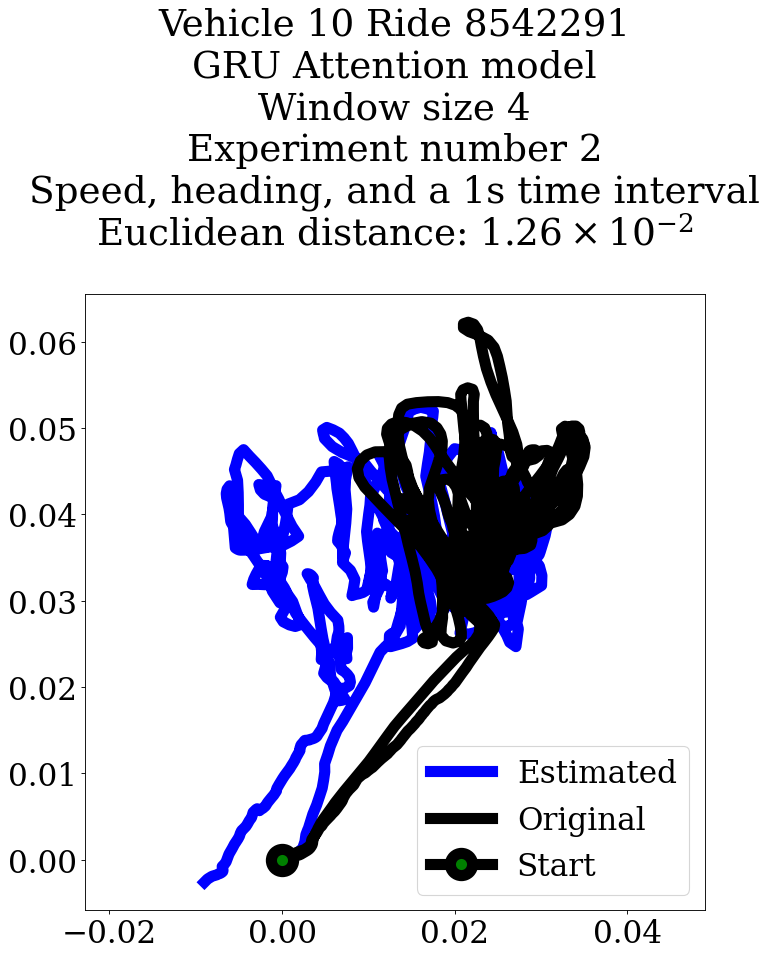 Vehicle 10 Ride 8542291
GRU Attention model
Window size 4
Experiment number 2
Speed, heading, and a 1s time interval
Euclidean distance: 1.26 × 10⁻²
0.06
0.05
0.04
0.03
0.02
0.01
0.00
Estimated
Original
Start
−0.02 0.00 0.02 0.04